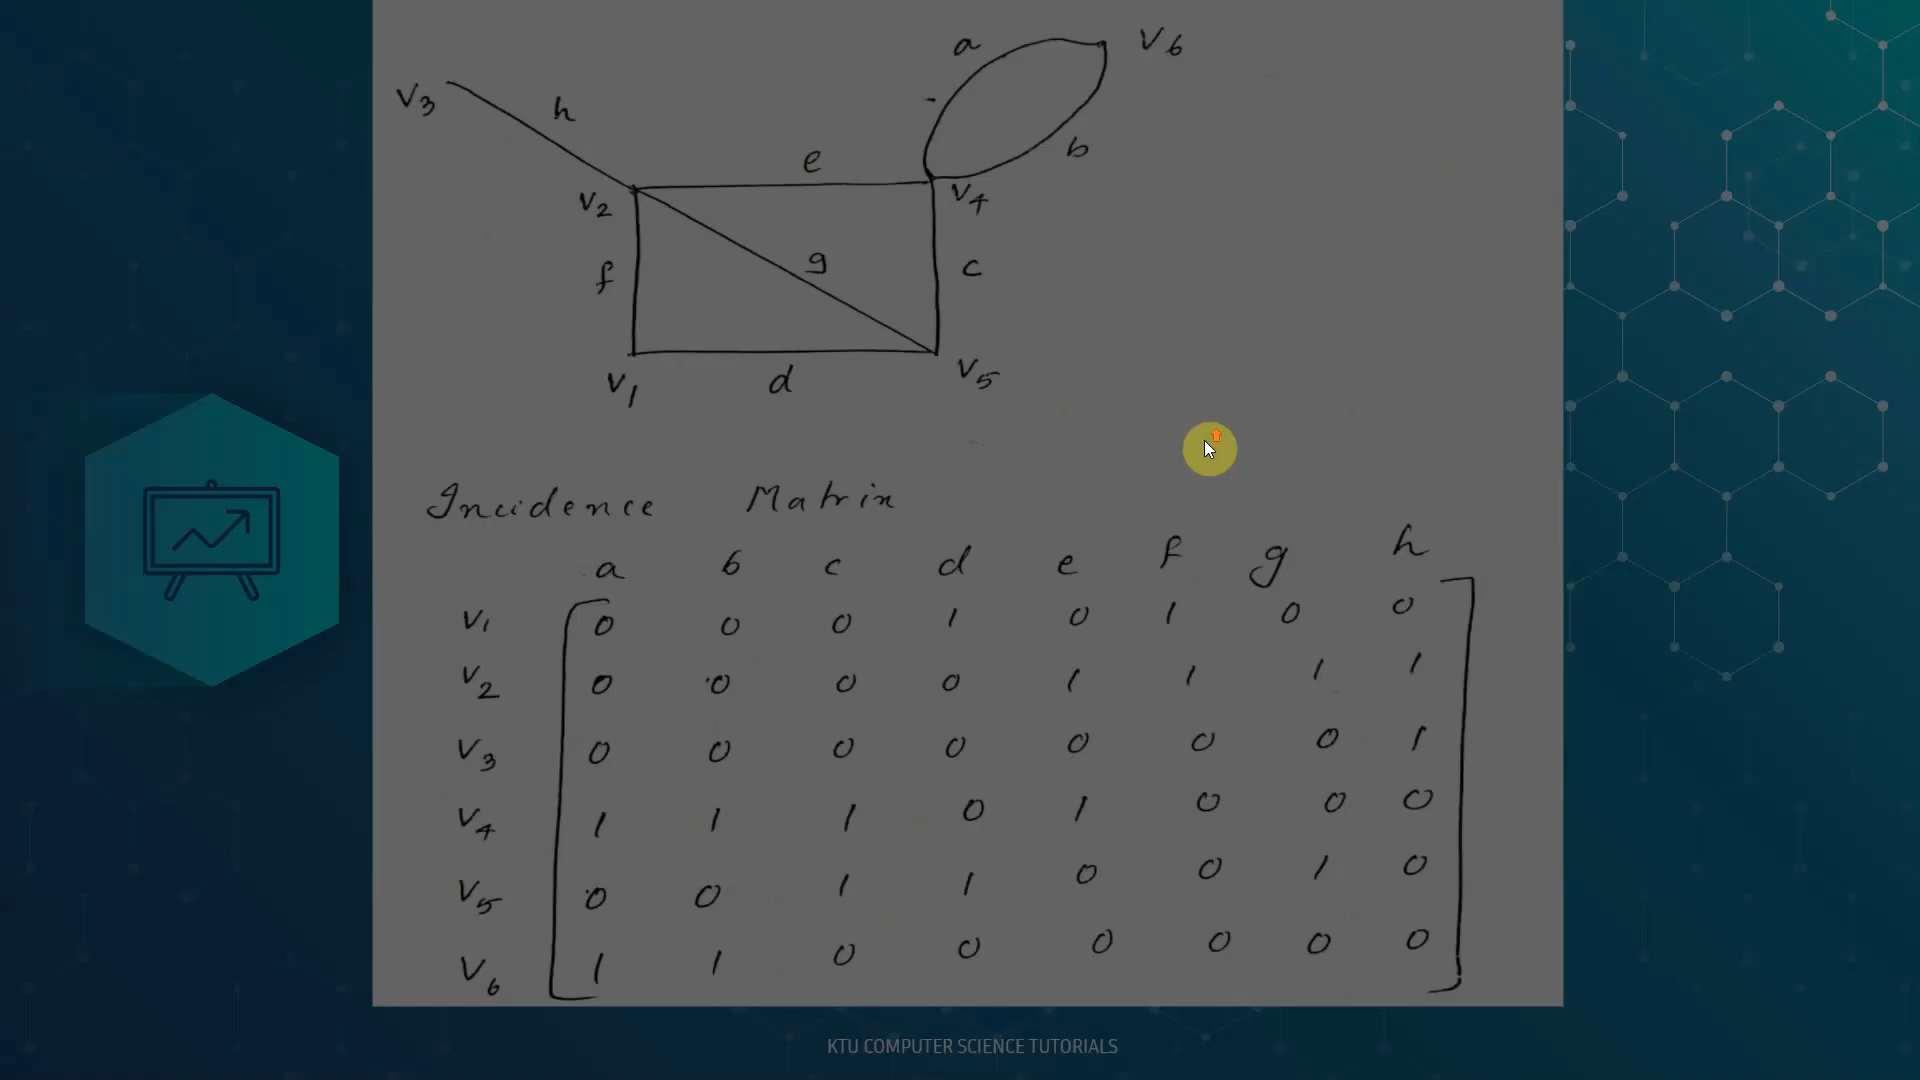 a V6
V3 h
b
e
V2 V4
f g c
V1 d V5
Incidence Matrix
a b c d e f g h
V1 0 0 0 1 0 1 0 0
V2 0 0 0 0 1 1 1 1
V3 0 0 0 0 0 0 0 1
V4 1 1 1 0 1 0 0 0
V5 0 0 1 1 0 0 1 0
V6 1 1 0 0 0 0 0 0
KTU COMPUTER SCIENCE TUTORIALS